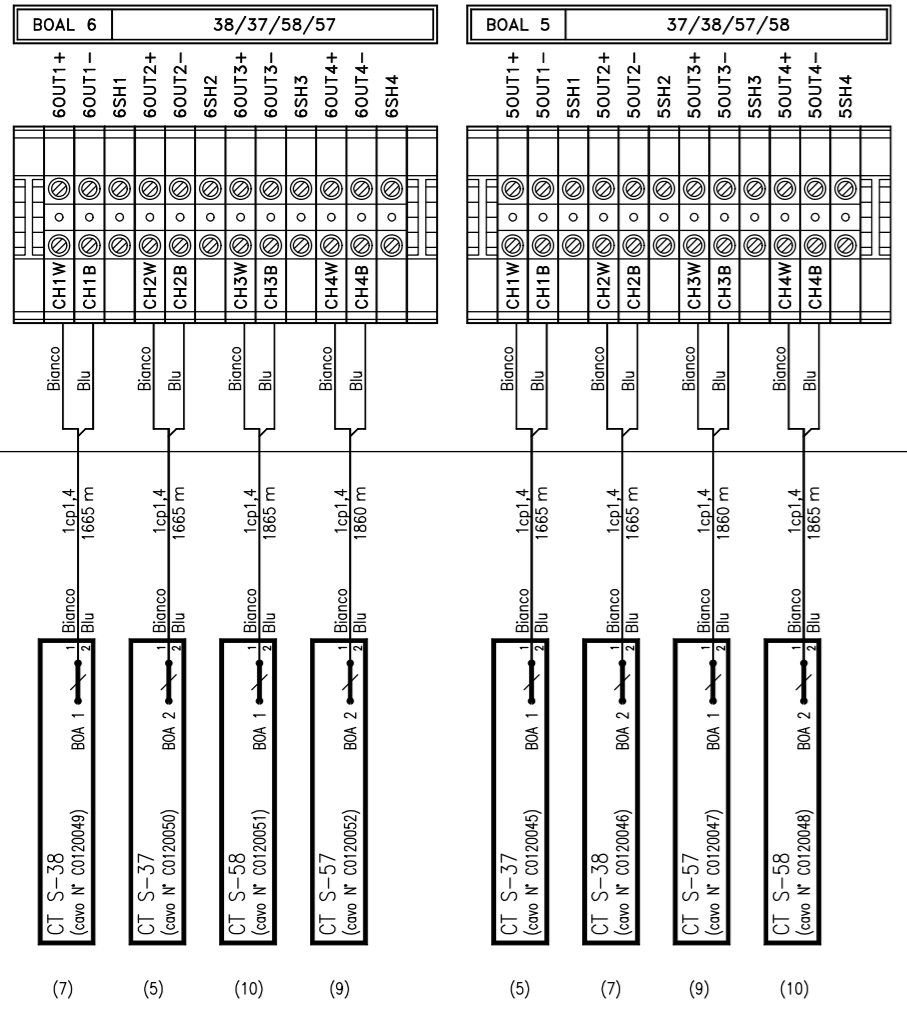 BOAL 6 38/37/58/57
6OUT1+ 6OUT1- 6SH1 6OUT2+ 6OUT2- 6SH2 6OUT3+ 6OUT3- 6SH3 6OUT4+ 6OUT4- 6SH4
CH1W CH1B CH2W CH2B CH3W CH3B CH4W CH4B
Bianco Blu Bianco Blu Bianco Blu Bianco Blu
1cp1,4 1665 m 1cp1,4 1665 m 1cp1,4 1865 m 1cp1,4 1860 m
Bianco Blu Bianco Blu Bianco Blu Bianco Blu
1 2 1 2 1 2 1 2
BOA 1 BOA 2 BOA 1 BOA 2
CT S-38
(cavo N° C0120049)
CT S-37
(cavo N° C0120050)
CT S-58
(cavo N° C0120051)
CT S-57
(cavo N° C0120052)
(7) (5) (10) (9)
BOAL 5 37/38/57/58
5OUT1+ 5OUT1- 5SH1 5OUT2+ 5OUT2- 5SH2 5OUT3+ 5OUT3- 5SH3 5OUT4+ 5OUT4- 5SH4
CH1W CH1B CH2W CH2B CH3W CH3B CH4W CH4B
Bianco Blu Bianco Blu Bianco Blu Bianco Blu
1cp1,4 1665 m 1cp1,4 1665 m 1cp1,4 1860 m 1cp1,4 1865 m
Bianco Blu Bianco Blu Bianco Blu Bianco Blu
1 2 1 2 1 2 1 2
BOA 1 BOA 2 BOA 1 BOA 2
CT S-37
(cavo N° C0120045)
CT S-38
(cavo N° C0120046)
CT S-57
(cavo N° C0120047)
CT S-58
(cavo N° C0120048)
(5) (7) (9) (10)